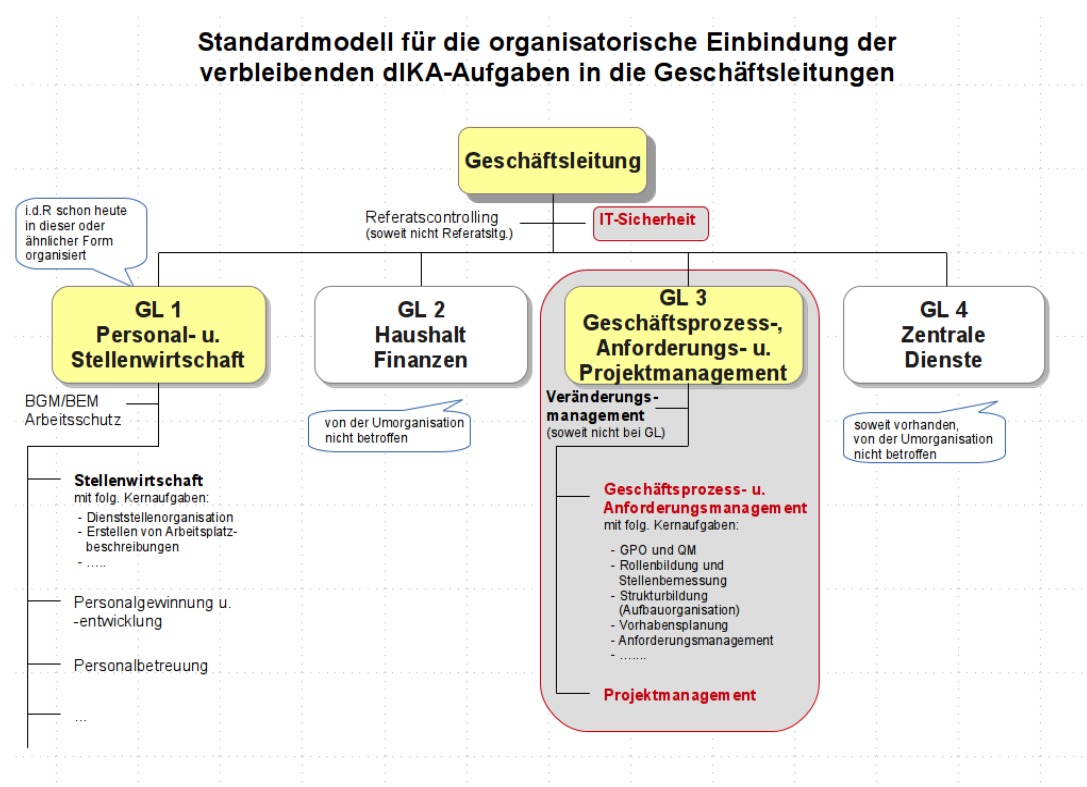 Standardmodell für die organisatorische Einbindung der
verbleibenden dIKA-Aufgaben in die Geschäftsleitungen
Geschäftsleitung
i.d.R schon heute
in dieser oder
ähnlicher Form
organisiert
Referatscontrolling
(soweit nicht Referatsltg.)
IT-Sicherheit
GL 1
Personal- u.
Stellenwirtschaft
GL 2
Haushalt
Finanzen
GL 3
Geschäftsprozess-,
Anforderungs- u.
Projektmanagement
GL 4
Zentrale
Dienste
BGM/BEM
Arbeitsschutz
von der Umorganisation
nicht betroffen
Veränderungs-
management
(soweit nicht bei GL)
soweit vorhanden,
von der Umorganisation
nicht betroffen
Stellenwirtschaft
mit folg. Kernaufgaben:
- Dienststellenorganisation
- Erstellen von Arbeitsplatz-
beschreibungen
- .....
Personalgewinnung u.
-entwicklung
Personalbetreuung
...
Geschäftsprozess- u.
Anforderungsmanagement
mit folg. Kernaufgaben:
- GPO und QM
- Rollenbildung und
Stellenbemessung
- Strukturbildung
(Aufbauorganisation)
- Vorhabensplanung
- Anforderungsmanagement
- .......
Projektmanagement